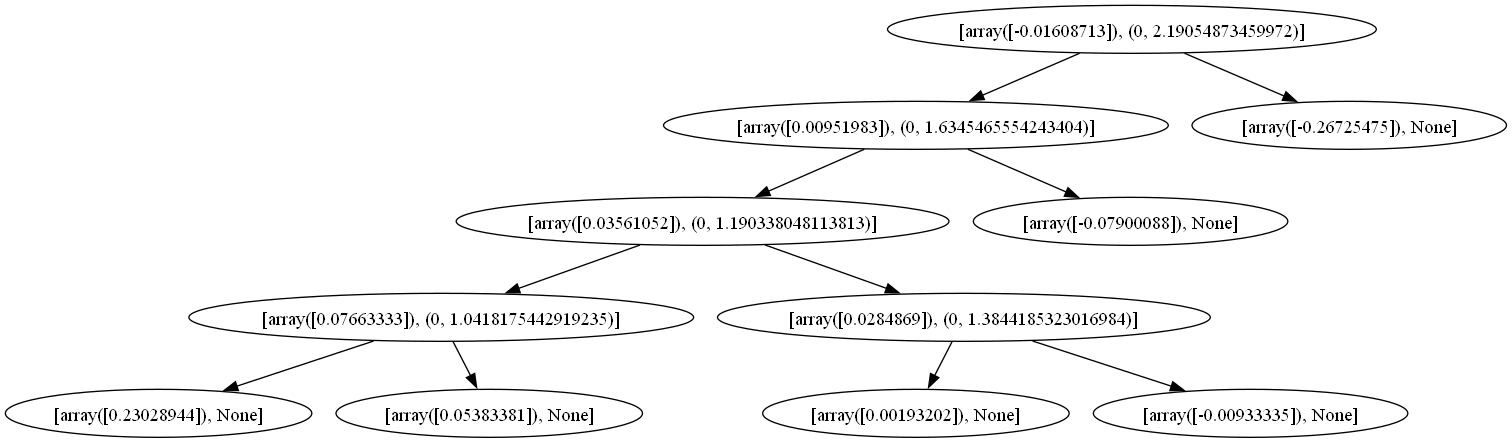 [array([-0.01608713]), (0, 2.19054873459972)]
[array([0.00951983]), (0, 1.6345465554243404)]
[array([-0.26725475]), None]
[array([0.03561052]), (0, 1.190338048113813)]
[array([-0.07900088]), None]
[array([0.07663333]), (0, 1.0418175442919235)]
[array([0.0284869]), (0, 1.3844185323016984)]
[array([0.23028944]), None]
[array([0.05383381]), None]
[array([0.00193202]), None]
[array([-0.00933335]), None]